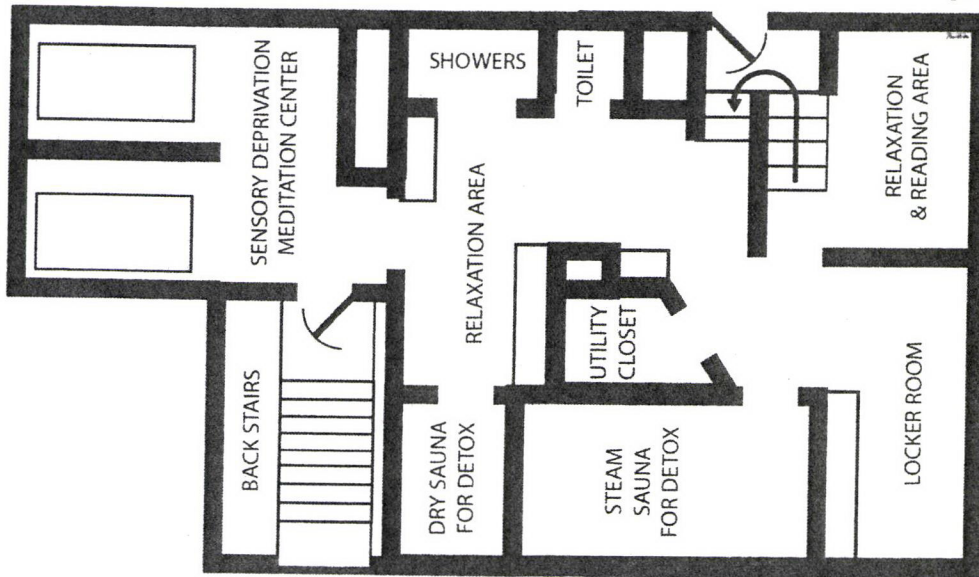 SENSORY DEPRIVATION
MEDITATION CENTER
SHOWERS
TOILET
RELAXATION
& READING AREA
RELAXATION AREA
BACK STAIRS
UTILITY
CLOSET
DRY SAUNA
FOR DETOX
STEAM
SAUNA
FOR DETOX
LOCKER ROOM